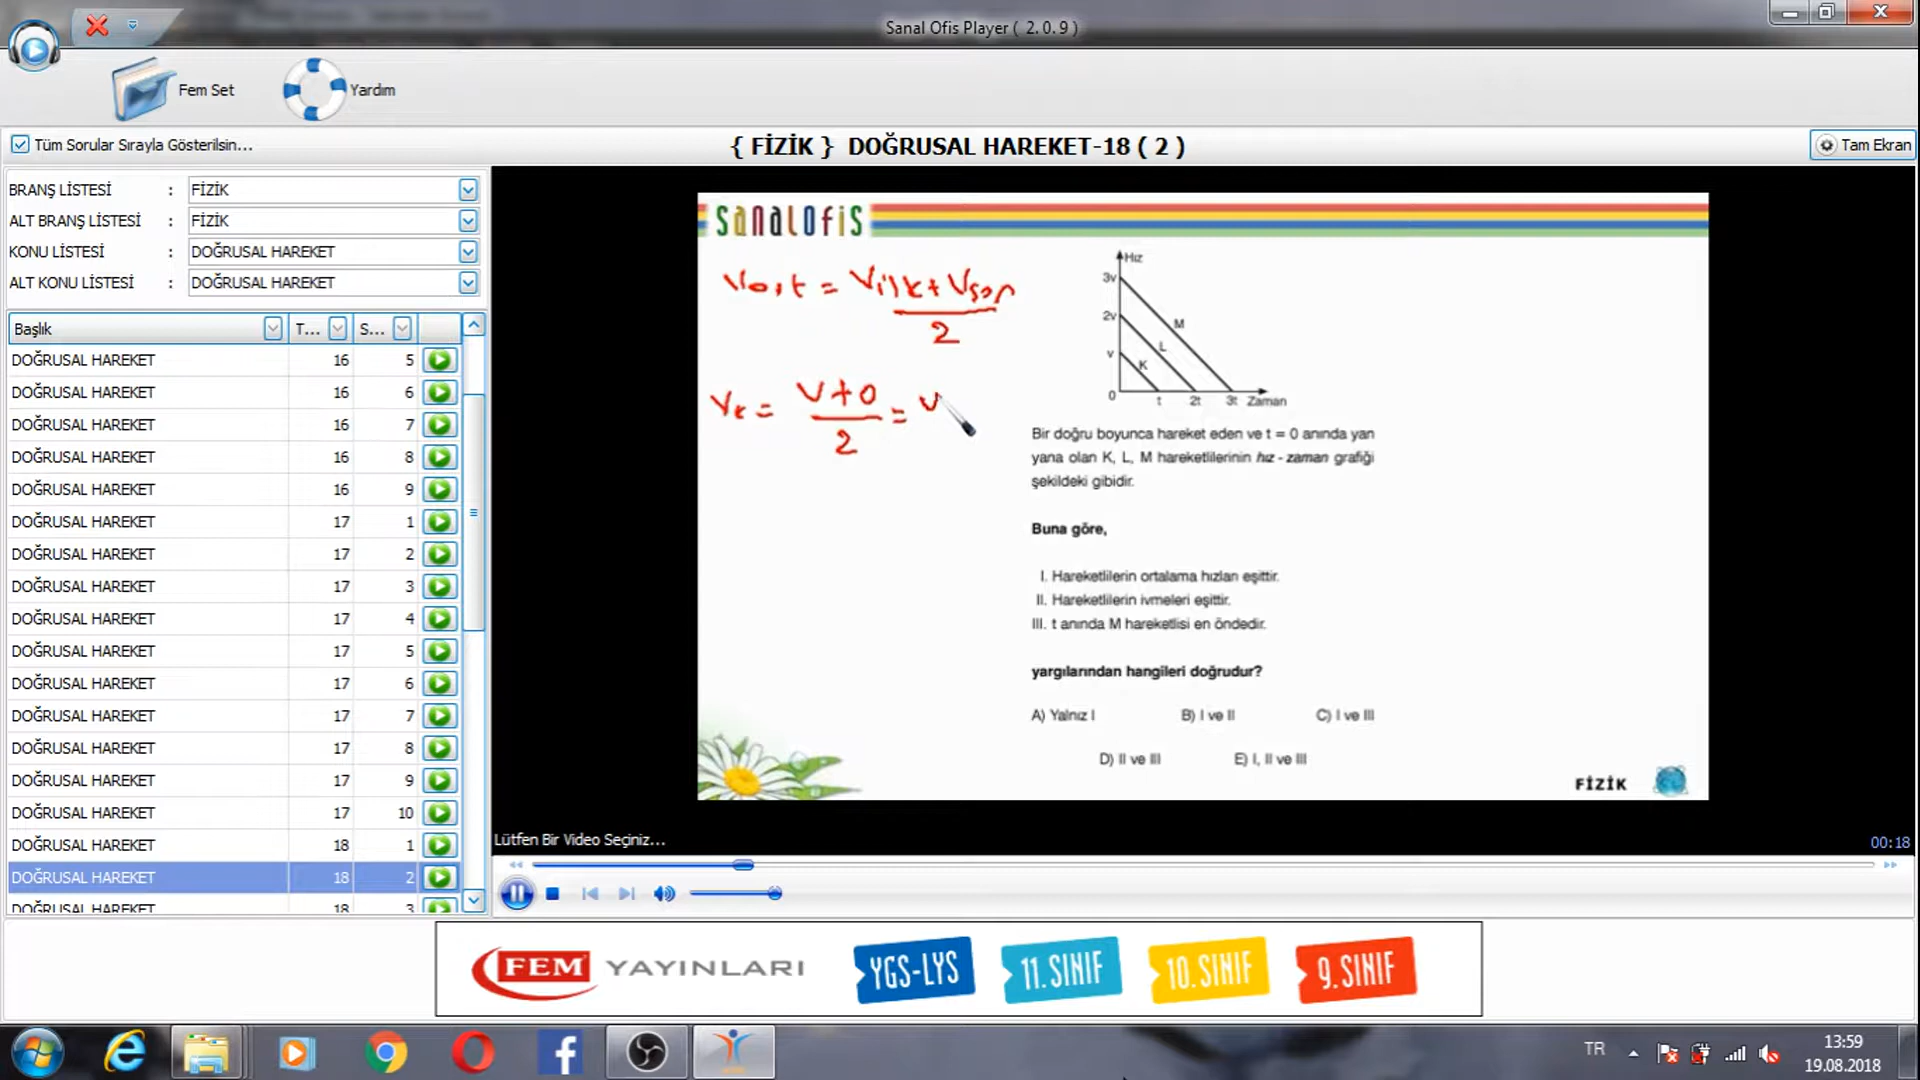 Sanal Ofis Player ( 2.0.9 )
Fem Set
Yardım
Tüm Sorular Sırayla Gösterilsin...
{ FİZİK } DOĞRUSAL HAREKET-18 ( 2 )
Tam Ekran
BRANŞ LİSTESİ : FİZİK
ALT BRANŞ LİSTESİ : FİZİK
KONU LİSTESİ : DOĞRUSAL HAREKET
ALT KONU LİSTESİ : DOĞRUSAL HAREKET
Başlık T... S...
DOĞRUSAL HAREKET 16 5
DOĞRUSAL HAREKET 16 6
DOĞRUSAL HAREKET 16 7
DOĞRUSAL HAREKET 16 8
DOĞRUSAL HAREKET 16 9
DOĞRUSAL HAREKET 17 1
DOĞRUSAL HAREKET 17 2
DOĞRUSAL HAREKET 17 3
DOĞRUSAL HAREKET 17 4
DOĞRUSAL HAREKET 17 5
DOĞRUSAL HAREKET 17 6
DOĞRUSAL HAREKET 17 7
DOĞRUSAL HAREKET 17 8
DOĞRUSAL HAREKET 17 9
DOĞRUSAL HAREKET 17 10
DOĞRUSAL HAREKET 18 1
DOĞRUSAL HAREKET 18 2
DOĞRUSAL HAREKET 18 3
SANALOFİS
Vort = Vilk + Vson
2
VK = V+0 = V
2
Hız
3v
2v
v
0
M
L
K
t 2t 3t Zaman
Bir doğru boyunca hareket eden ve t = 0 anında yan
yana olan K, L, M hareketlilerinin hız - zaman grafiği
şekildeki gibidir.
Buna göre,
I. Hareketlilerin ortalama hızları eşittir.
II. Hareketlilerin ivmeleri eşittir.
III. t anında M hareketlisi en öndedir.
yargılarından hangileri doğrudur?
A) Yalnız I B) I ve II C) I ve III
D) II ve III E) I, II ve III
FİZİK
Lütfen Bir Video Seçiniz...
00:18
FEM YAYINLARI
YGS-LYS
11.SINIF
10.SINIF
9.SINIF
TR
13:59
19.08.2018